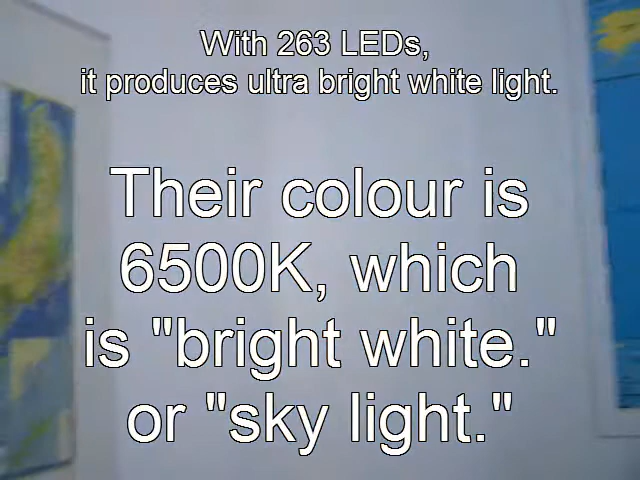 With 263 LEDs,
it produces ultra bright white light.
Their colour is
6500K, which
is "bright white."
or "sky light."